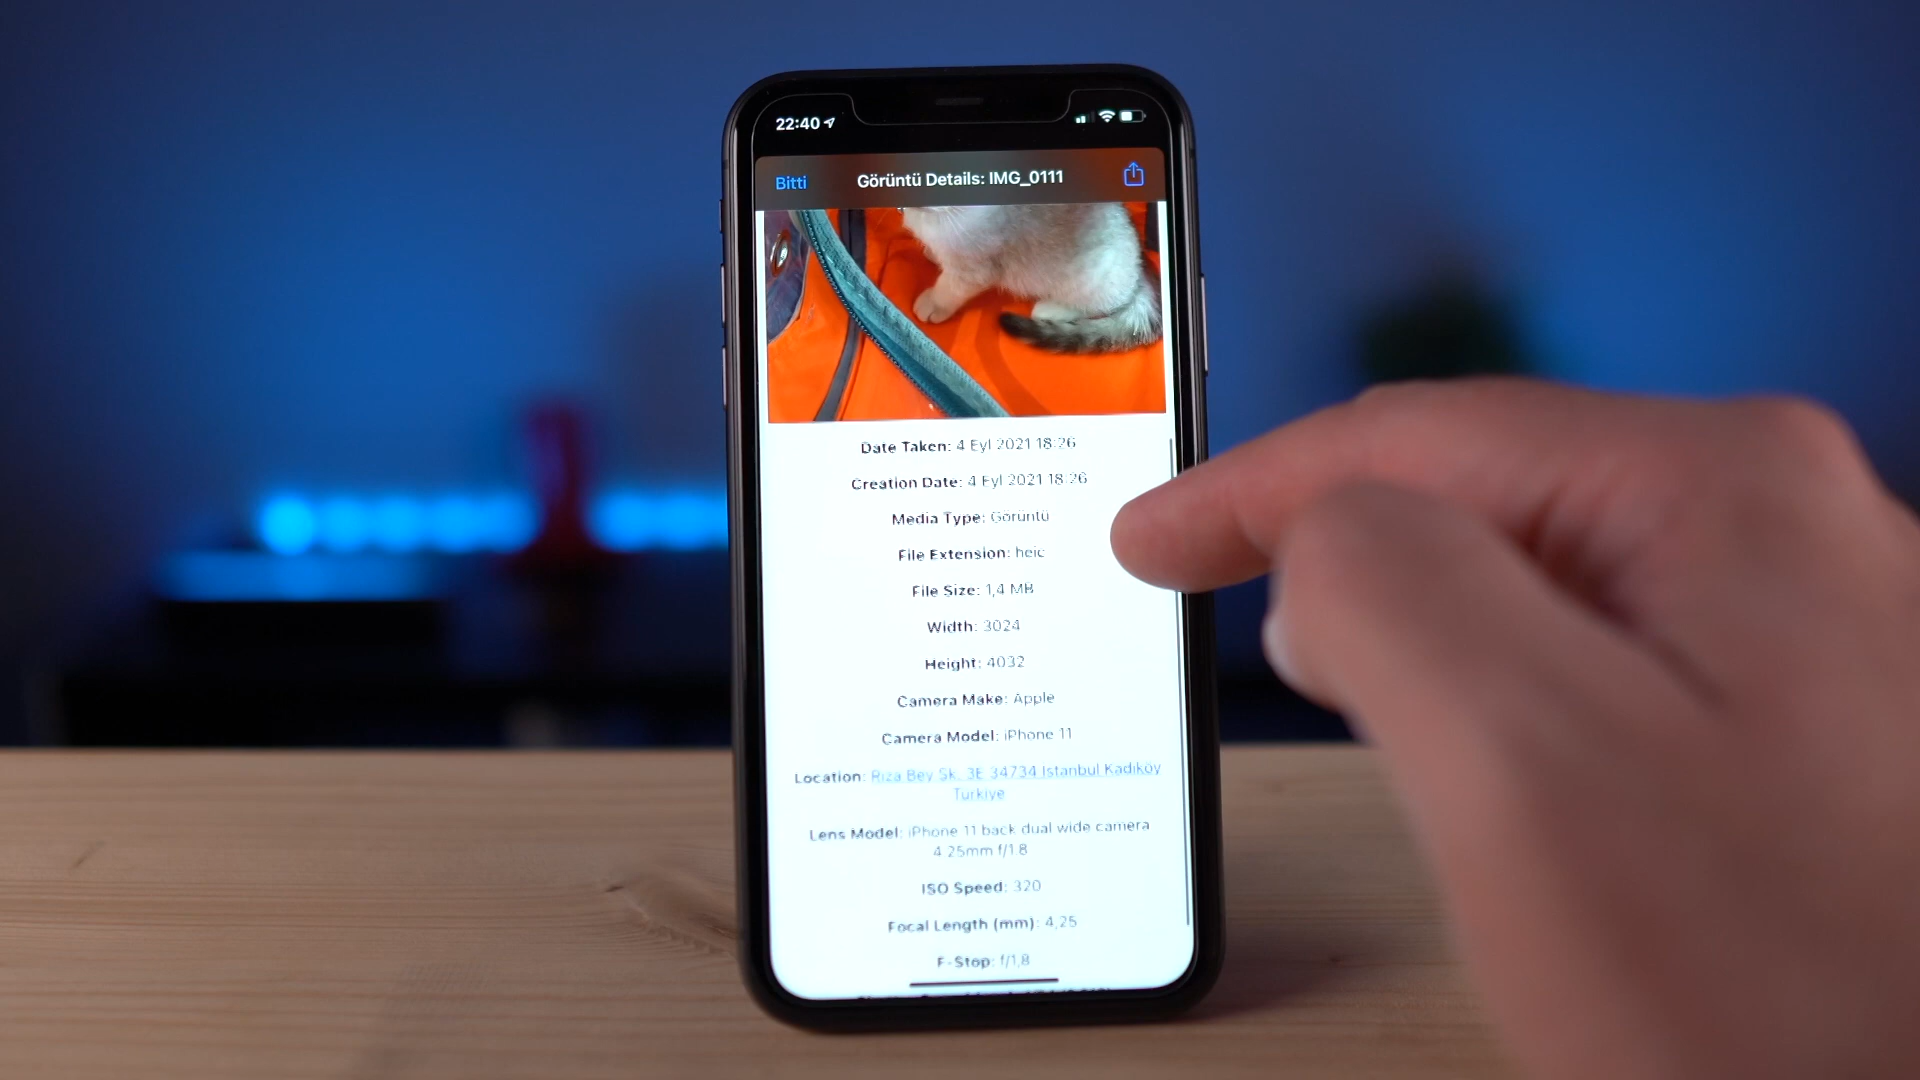 22:40
Bitti
Görüntü Details: IMG_0111
Date Taken: 4 Eyl 2021 18:26
Creation Date: 4 Eyl 2021 18:26
Media Type: Görüntü
File Extension: heic
File Size: 1,4 MB
Width: 3024
Height: 4032
Camera Make: Apple
Camera Model: iPhone 11
Location: Rıza Bey Sk. 3E 34734 İstanbul Kadıköy
Türkiye
Lens Model: iPhone 11 back dual wide camera
4.25mm f/1.8
ISO Speed: 320
Focal Length (mm): 4,25
F-Stop: f/1,8